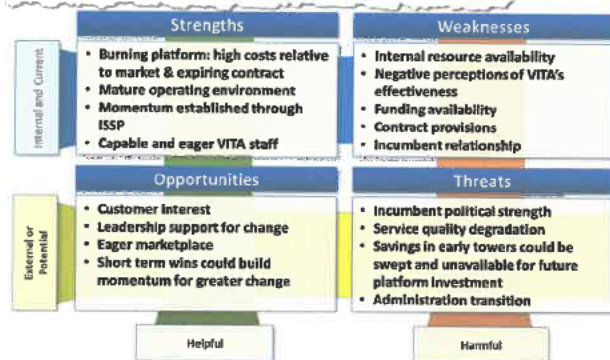 Strengths
• Burning platform: high costs relative
to market & expiring contract
• Mature operating environment
• Momentum established through
ISSP
• Capable and eager VITA staff
Weaknesses
• Internal resource availability
• Negative perceptions of VITA's
effectiveness
• Funding availability
• Contract provisions
• Incumbent relationship
Internal and Current
Opportunities
• Customer interest
• Leadership support for change
• Eager marketplace
• Short term wins could build
momentum for greater change
Threats
• Incumbent political strength
• Service quality degradation
• Savings in early towers could be
swept and unavailable for future
platform investment
• Administration transition
External or
Potential
Helpful
Harmful